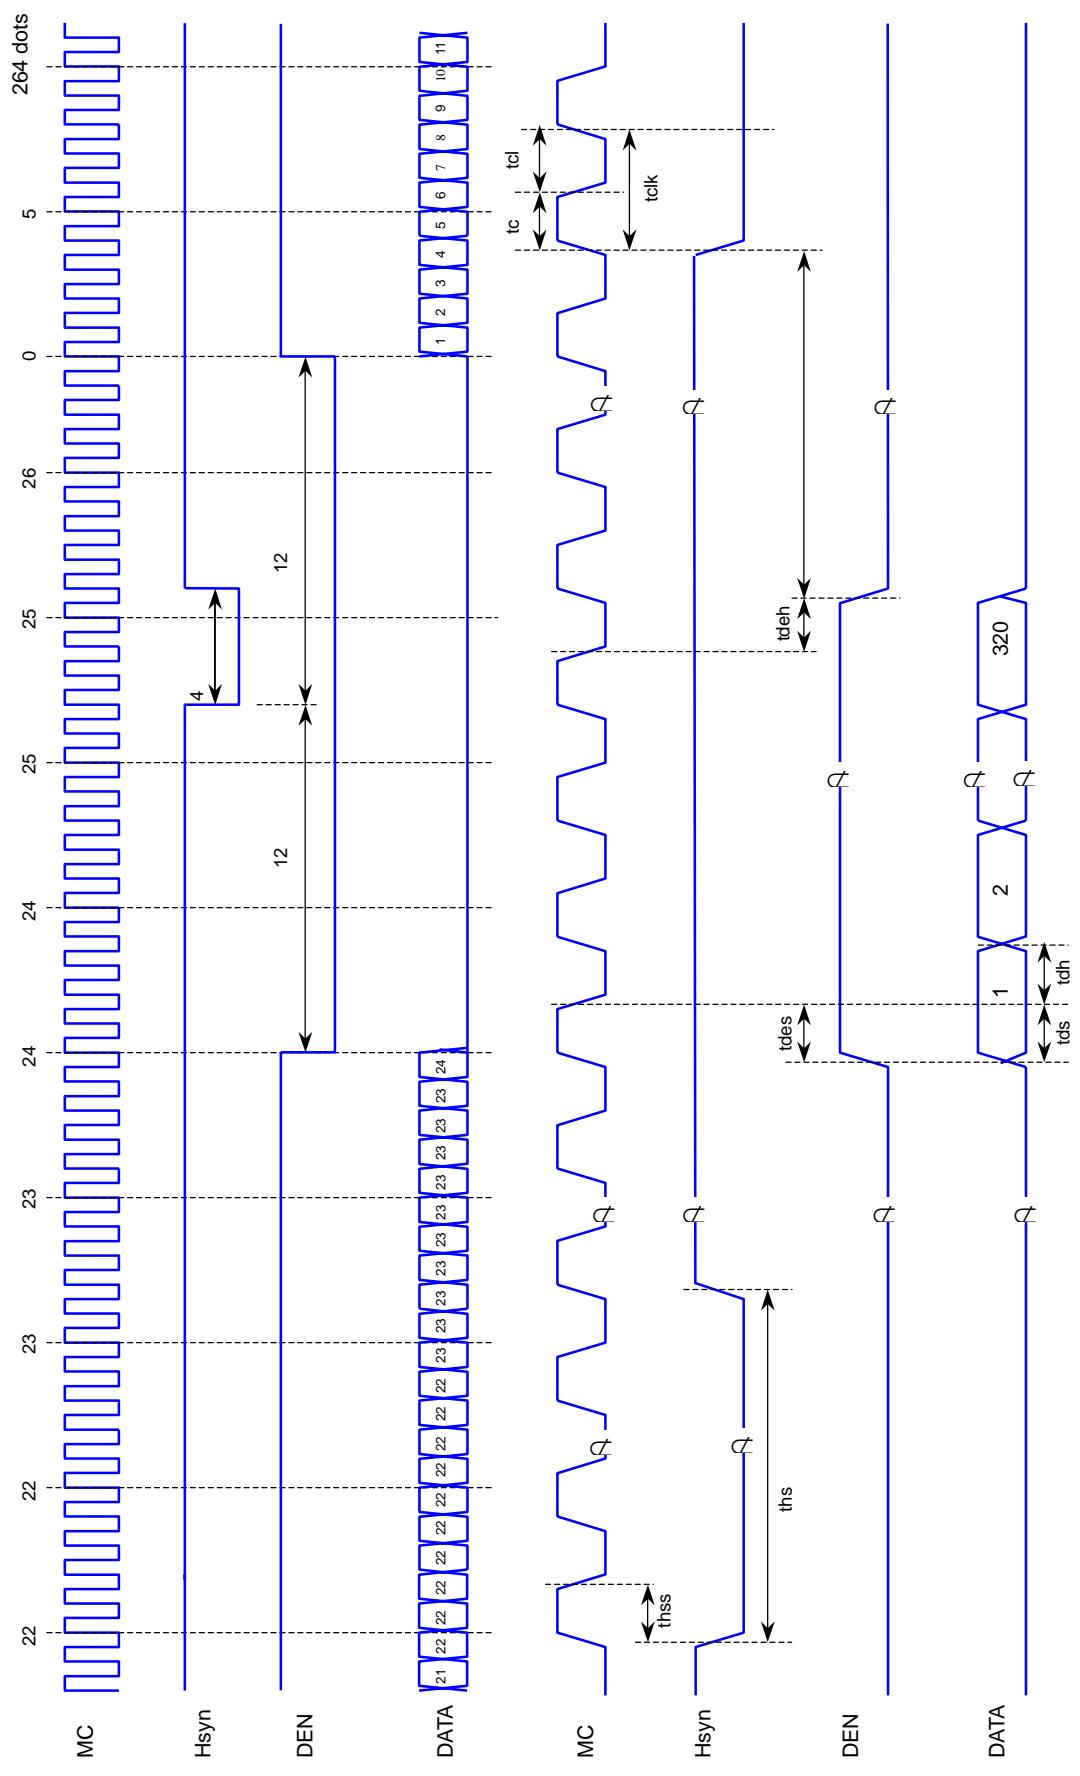 22 22 23 23 24 24 25 25 26 0 5 264 dots
MC
Hsyn 4
DEN 12 12
DATA 21 22 22 22 22 22 22 22 22 22 22 23 23 23 23 23 23 23 23 23 23 24 1 2 3 4 5 6 7 8 9 10 11
tc tcl
MC
thss tclk
Hsyn
ths tdes tdeh
DEN
DATA 1 2 320
tds tdh